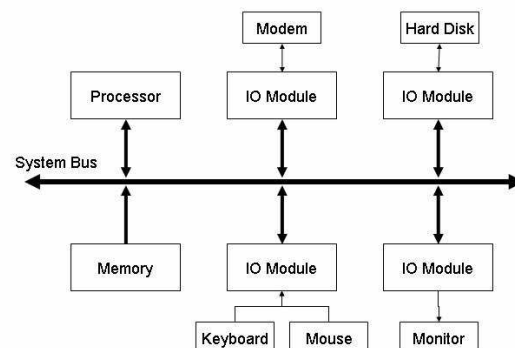 Modem
Hard Disk
Processor
IO Module
IO Module
System Bus
Memory
IO Module
IO Module
Keyboard
Mouse
Monitor